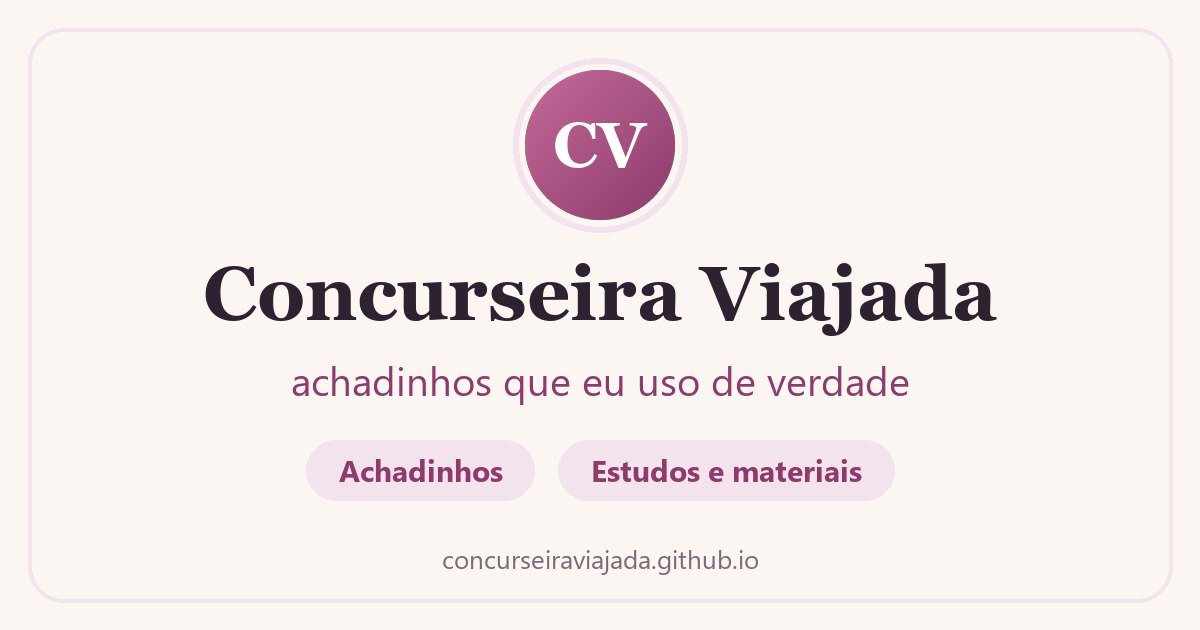 CV
Concurseira Viajada
achadinhos que eu uso de verdade
Achadinhos
Estudos e materiais
concurseiraviajada.github.io